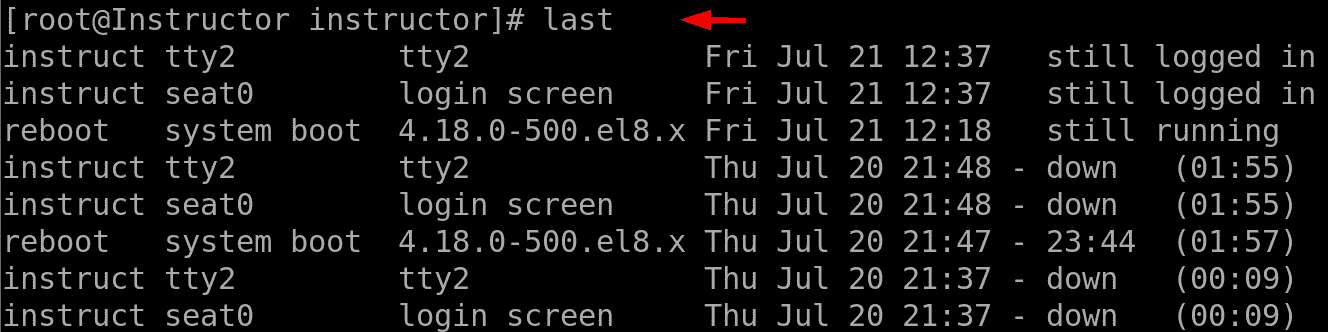 [root@Instructor instructor]# last
instruct tty2         tty2             Fri Jul 21 12:37   still logged in
instruct seat0        login screen     Fri Jul 21 12:37   still logged in
reboot   system boot  4.18.0-500.el8.x Fri Jul 21 12:18   still running
instruct tty2         tty2             Thu Jul 20 21:48 - down   (01:55)
instruct seat0        login screen     Thu Jul 20 21:48 - down   (01:55)
reboot   system boot  4.18.0-500.el8.x Thu Jul 20 21:47 - 23:44  (01:57)
instruct tty2         tty2             Thu Jul 20 21:37 - down   (00:09)
instruct seat0        login screen     Thu Jul 20 21:37 - down   (00:09)